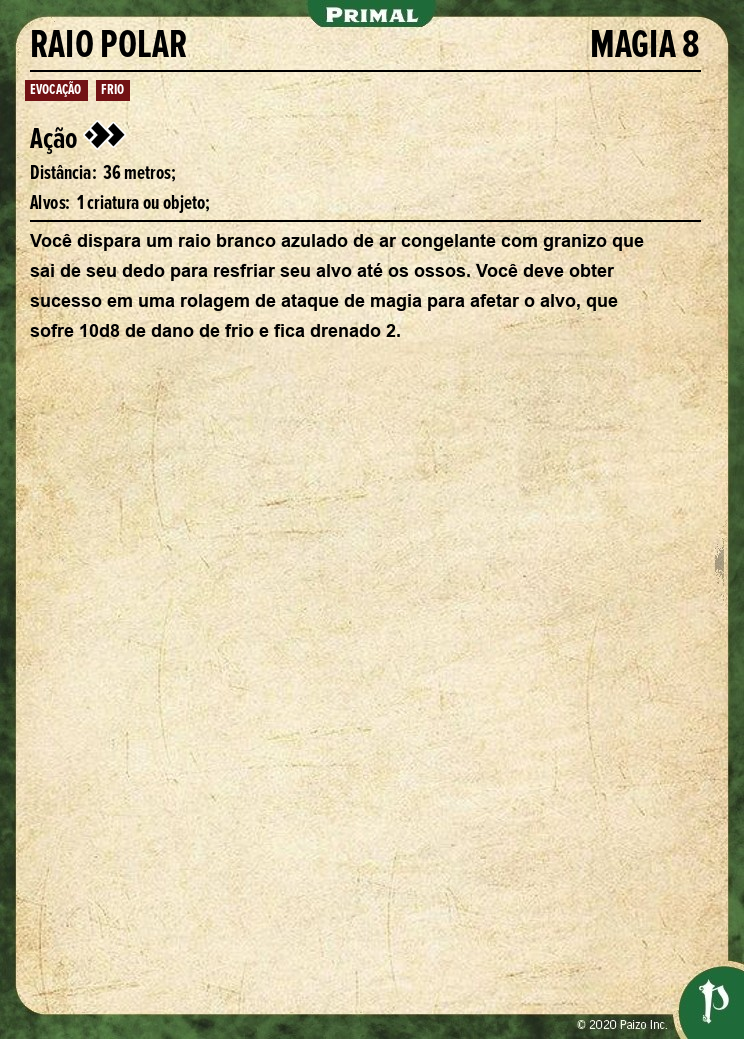 PRIMAL
RAIO POLAR
MAGIA 8
EVOCAÇÃO FRIO
Ação
Distância: 36 metros;
Alvos: 1 criatura ou objeto;
Você dispara um raio branco azulado de ar congelante com granizo que
sai de seu dedo para resfriar seu alvo até os ossos. Você deve obter
sucesso em uma rolagem de ataque de magia para afetar o alvo, que
sofre 10d8 de dano de frio e fica drenado 2.
© 2020 Paizo Inc.
P